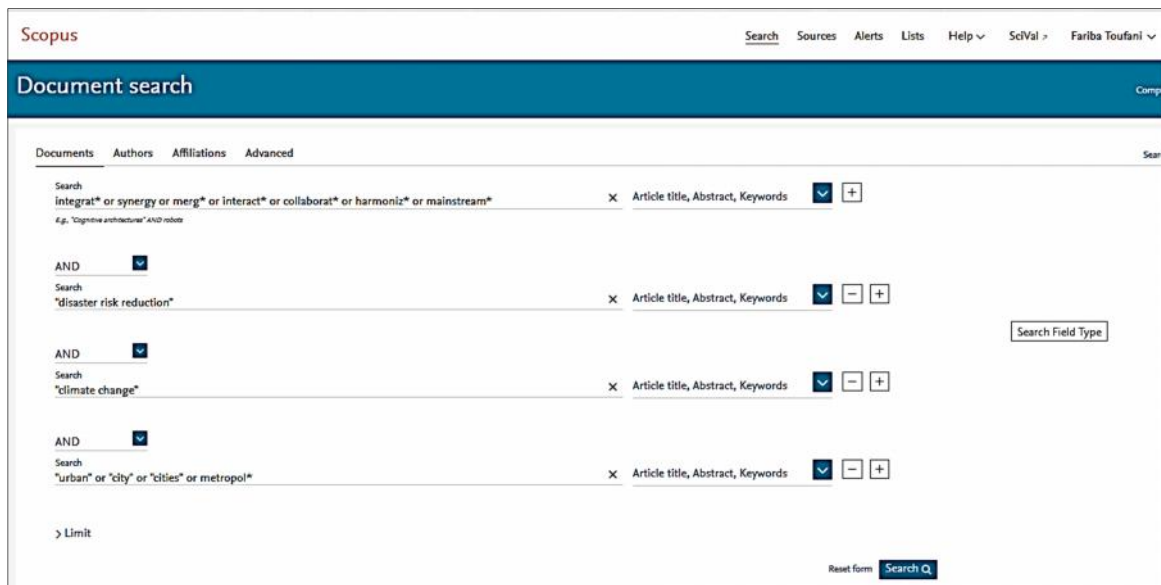 Scopus
Search Sources Alerts Lists Help SciVal Fariba Toufani
Document search
Comp
Documents Authors Affiliations Advanced
Sear
Search
integrat* or synergy or merg* or interact* or collaborat* or harmoniz* or mainstream* × Article title, Abstract, Keywords +
E.g., "Cognitive architectures" AND robots
AND
Search
"disaster risk reduction" × Article title, Abstract, Keywords − +
Search Field Type
AND
Search
"climate change" × Article title, Abstract, Keywords − +
AND
Search
"urban" or "city" or "cities" or metropol* × Article title, Abstract, Keywords − +
> Limit
Reset form Search